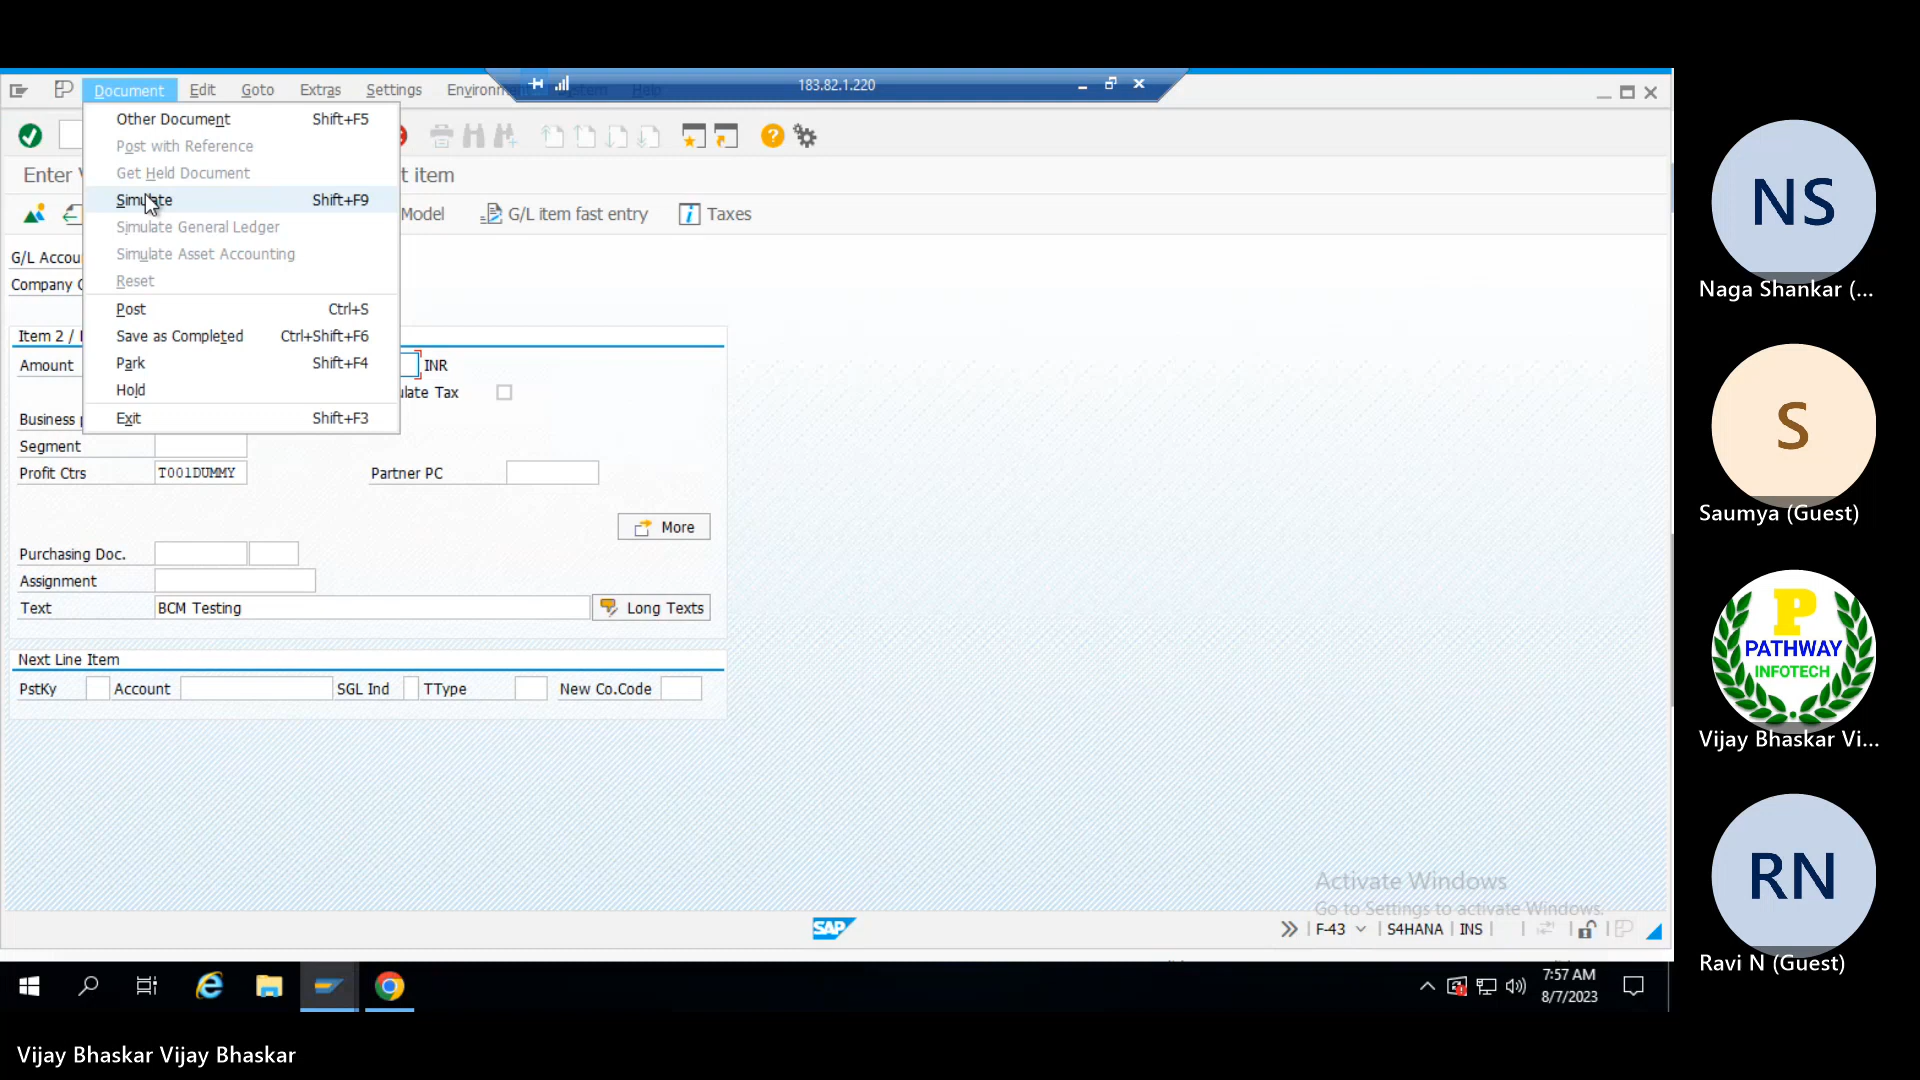 Document Edit Goto Extras Settings
183.82.1.220
Other Document Shift+F5
Post with Reference
Get Held Document
Simulate Shift+F9
Simulate General Ledger
Simulate Asset Accounting
Reset
Post Ctrl+S
Save as Completed Ctrl+Shift+F6
Park Shift+F4
Hold
Exit Shift+F3
Enter
t item
Model G/L item fast entry Taxes
G/L Accou
Company C
Item 2 /
Amount INR
ulate Tax
Business
Segment
Profit Ctrs T001DUMMY Partner PC
More
Purchasing Doc.
Assignment
Text BCM Testing Long Texts
Next Line Item
PstKy Account SGL Ind TType New Co.Code
Activate Windows
Go to Settings to activate Windows.
SAP F-43 S4HANA INS
7:57 AM
8/7/2023
NS
Naga Shankar (...
S
Saumya (Guest)
P
PATHWAY
INFOTECH
Vijay Bhaskar Vi...
RN
Ravi N (Guest)
Vijay Bhaskar Vijay Bhaskar